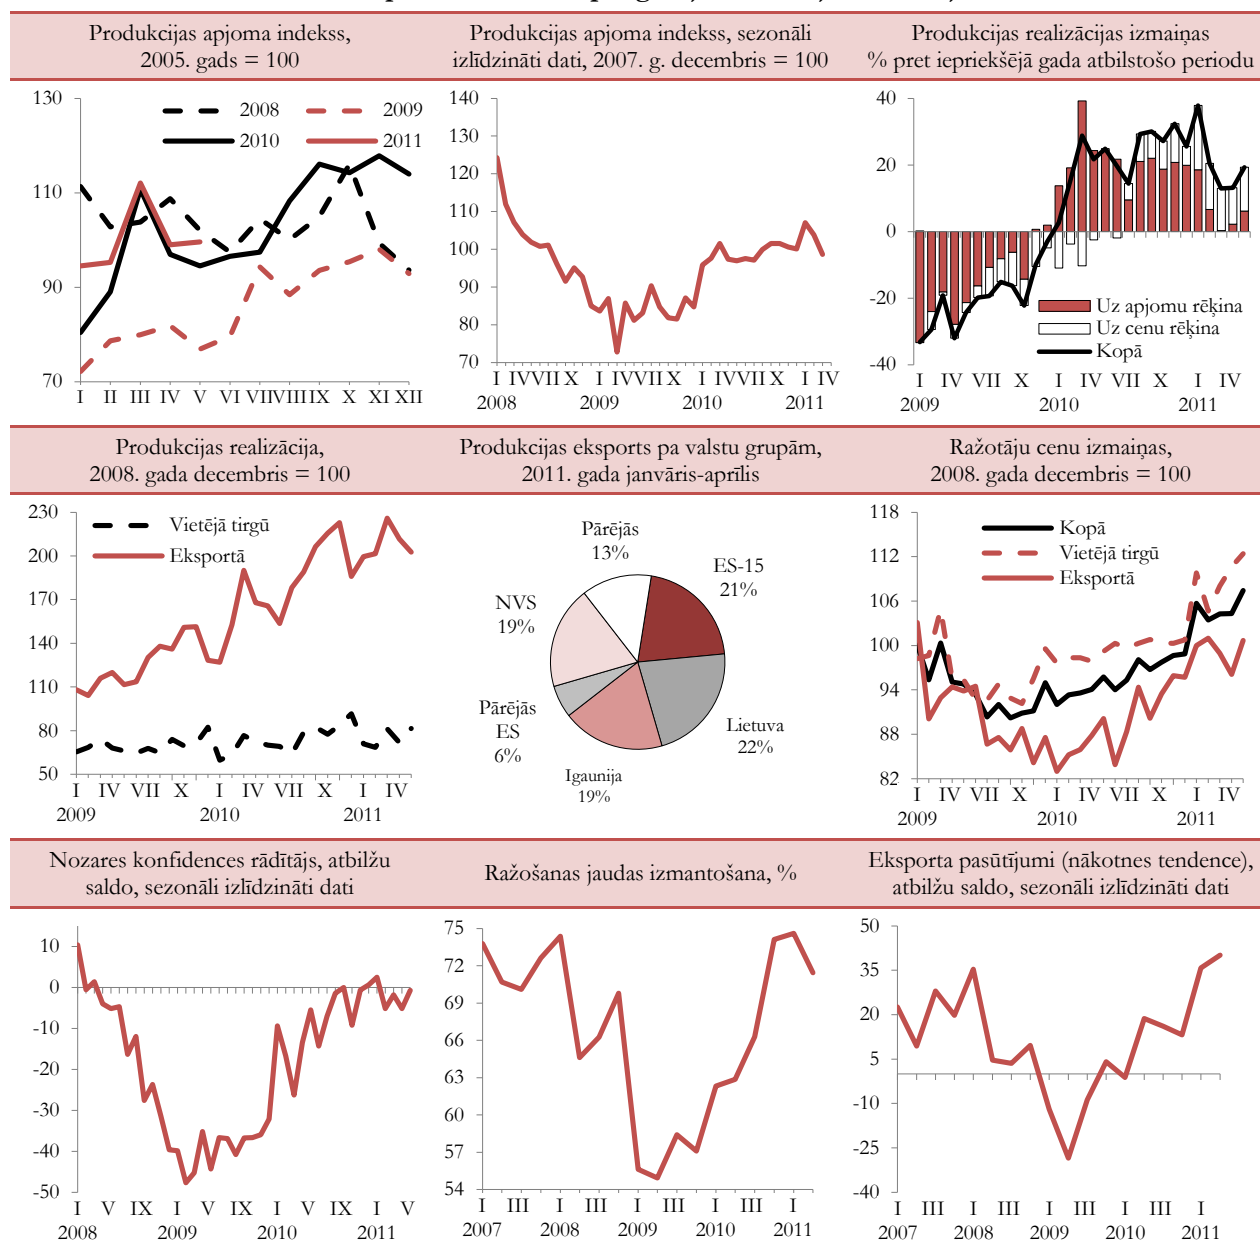 Produkcijas apjoma indekss,
2005. gads = 100
Produkcijas apjoma indekss, sezonāli
izlīdzināti dati, 2007. g. decembris = 100
Produkcijas realizācijas izmaiņas
% pret iepriekšējā gada atbilstošo periodu
130
110
90
70
2008
2009
2010
2011
I II III IV V VI VII VIII IX X XI XII
140
130
120
110
100
90
80
70
I IV VII X I IV VII X I IV VII X I IV
2008 2009 2010 2011
40
20
0
-20
-40
Uz apjomu rēķina
Uz cenu rēķina
Kopā
I IV VII X I IV VII X I IV
2009 2010 2011
Produkcijas realizācija,
2008. gada decembris = 100
Produkcijas eksports pa valstu grupām,
2011. gada janvāris-aprīlis
Ražotāju cenu izmaiņas,
2008. gada decembris = 100
230
200
170
140
110
80
50
Vietējā tirgū
Eksportā
I IV VII X I IV VII X I IV
2009 2010 2011
Pārējās
13%
ES-15
21%
NVS
19%
Pārējās
ES
6%
Lietuva
22%
Igaunija
19%
118
112
106
100
94
88
82
Kopā
Vietējā tirgū
Eksportā
I IV VII X I IV VII X I IV
2009 2010 2011
Nozares konfidences rādītājs, atbilžu
saldo, sezonāli izlīdzināti dati
Ražošanas jaudas izmantošana, %
Eksporta pasūtījumi (nākotnes tendence),
atbilžu saldo, sezonāli izlīdzināti dati
10
0
-10
-20
-30
-40
-50
I V IX I V IX I V IX I V
2008 2009 2010 2011
75
72
69
66
63
60
57
54
I III I III I III I III I
2007 2008 2009 2010 2011
50
35
20
5
-10
-25
-40
I III I III I III I III I
2007 2008 2009 2010 2011